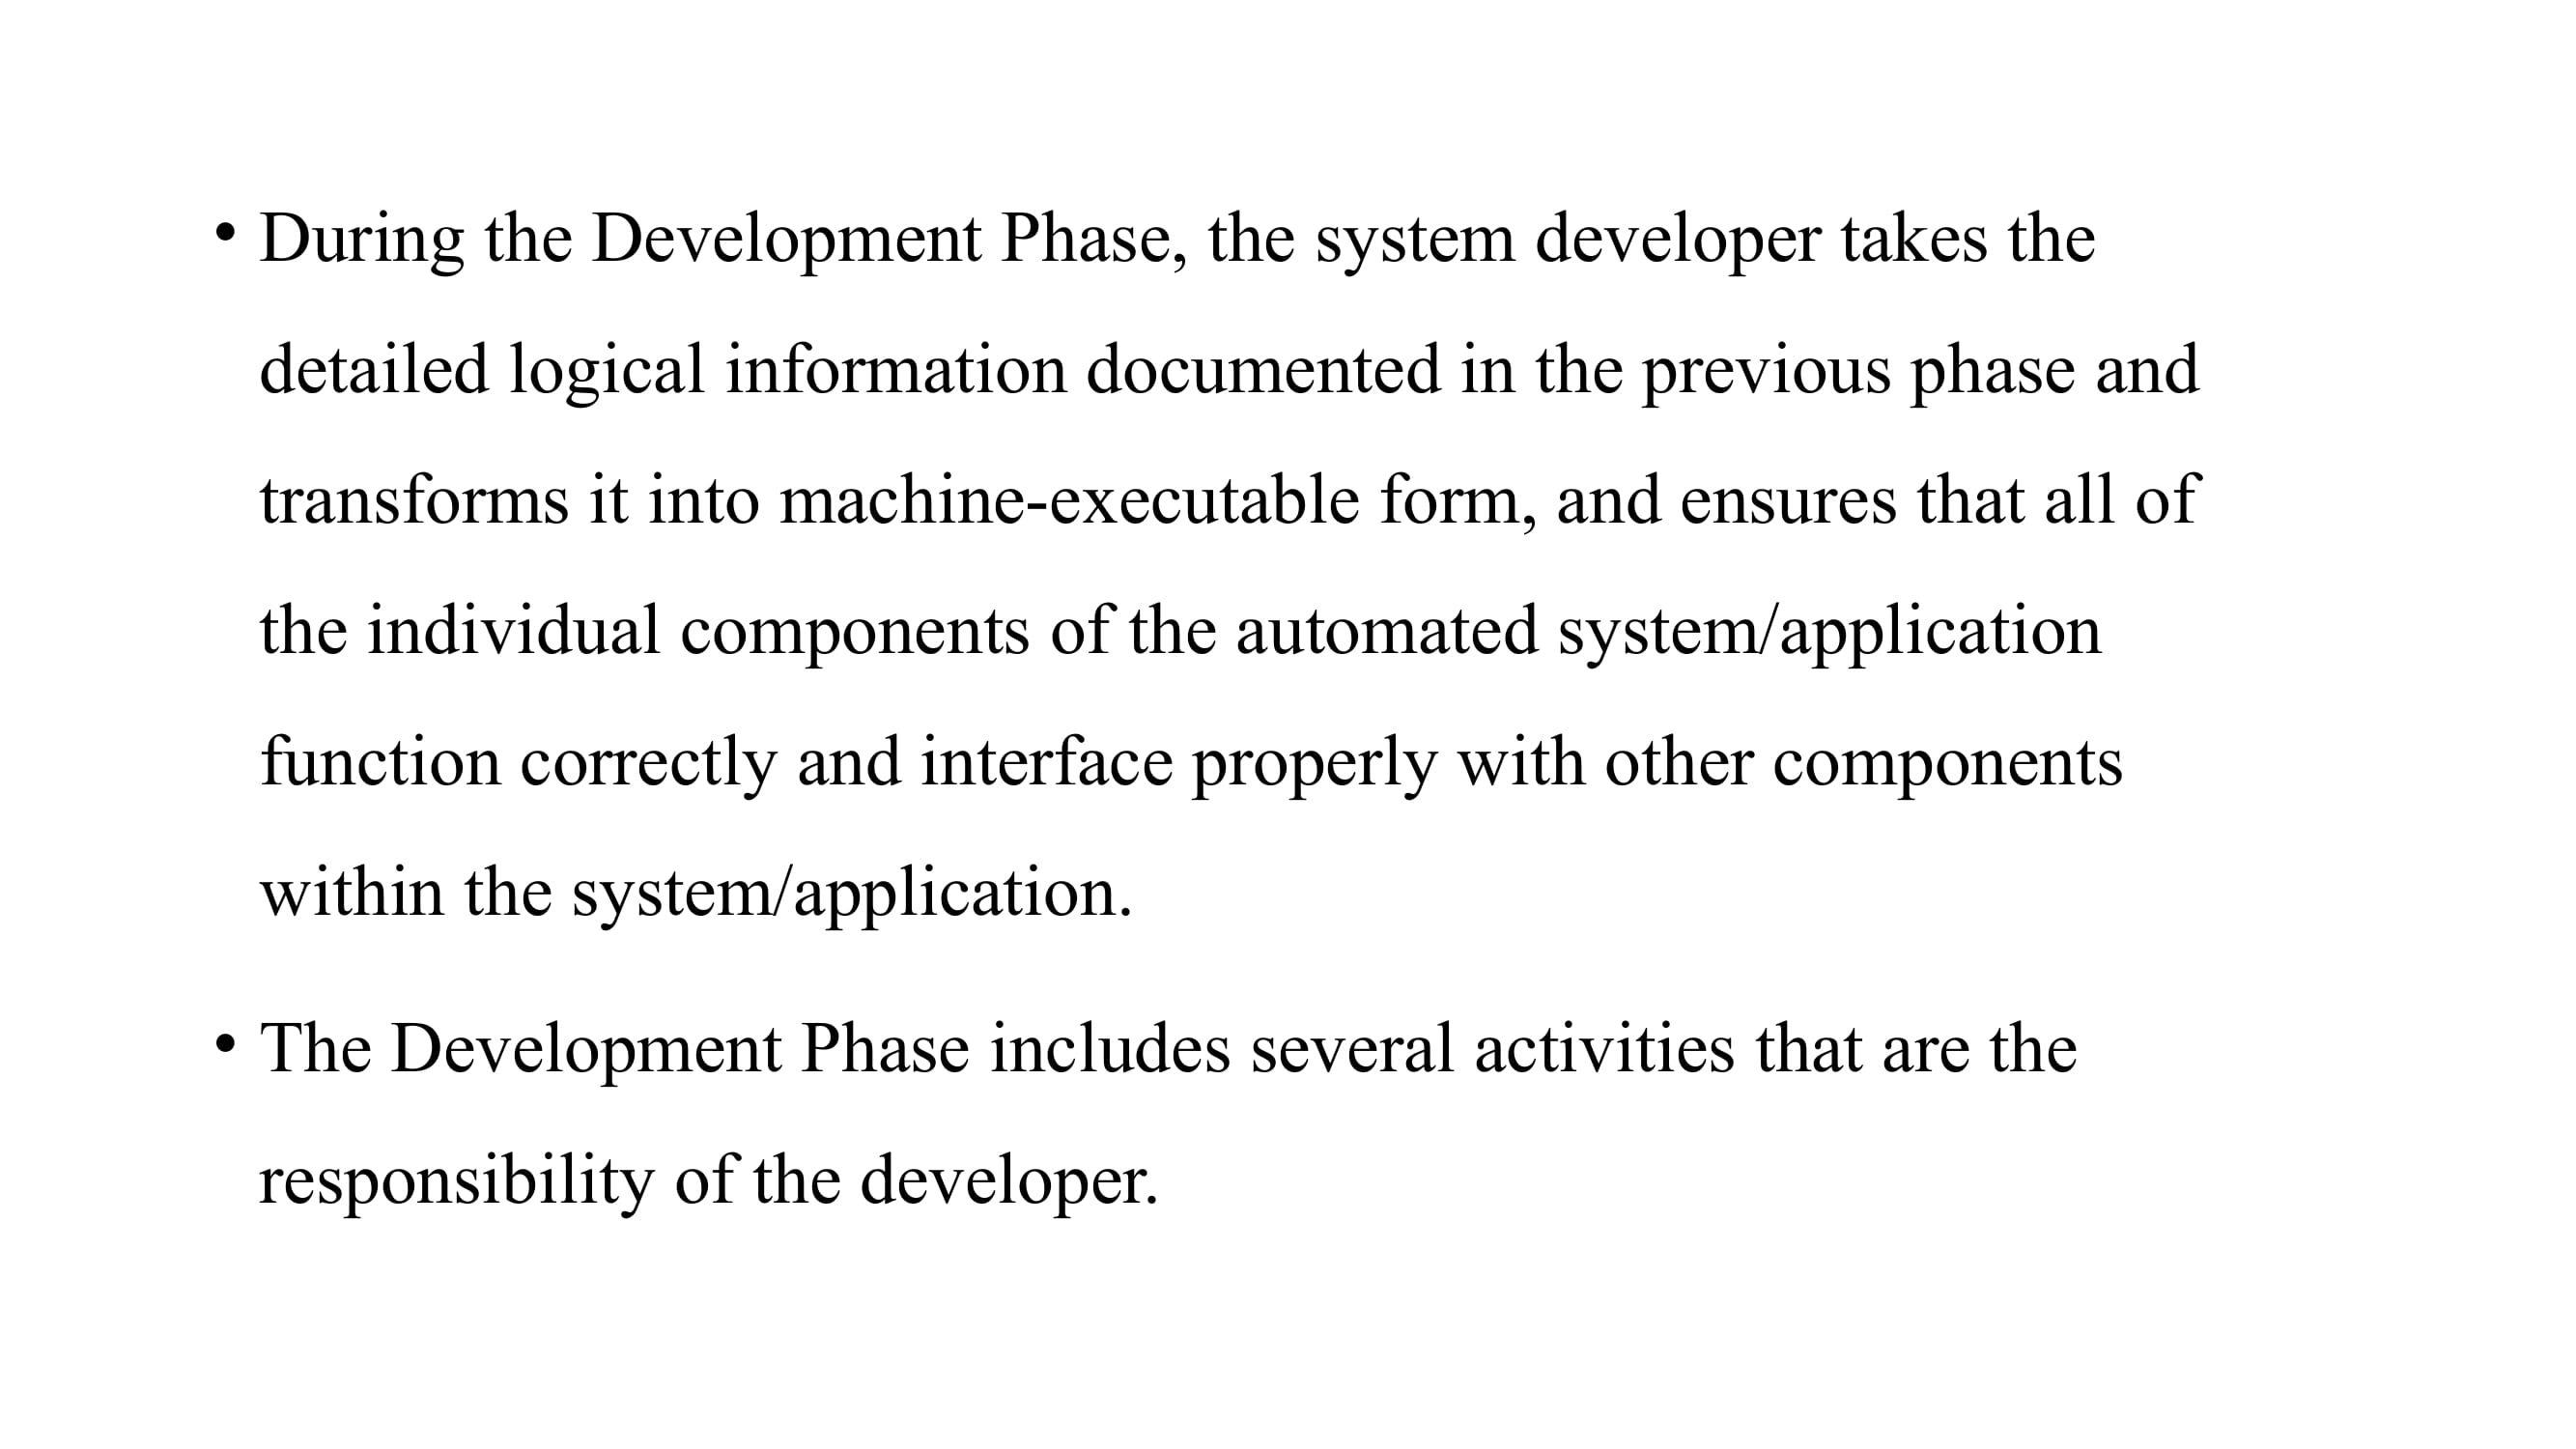 • During the Development Phase, the system developer takes the
detailed logical information documented in the previous phase and
transforms it into machine-executable form, and ensures that all of
the individual components of the automated system/application
function correctly and interface properly with other components
within the system/application.
• The Development Phase includes several activities that are the
responsibility of the developer.